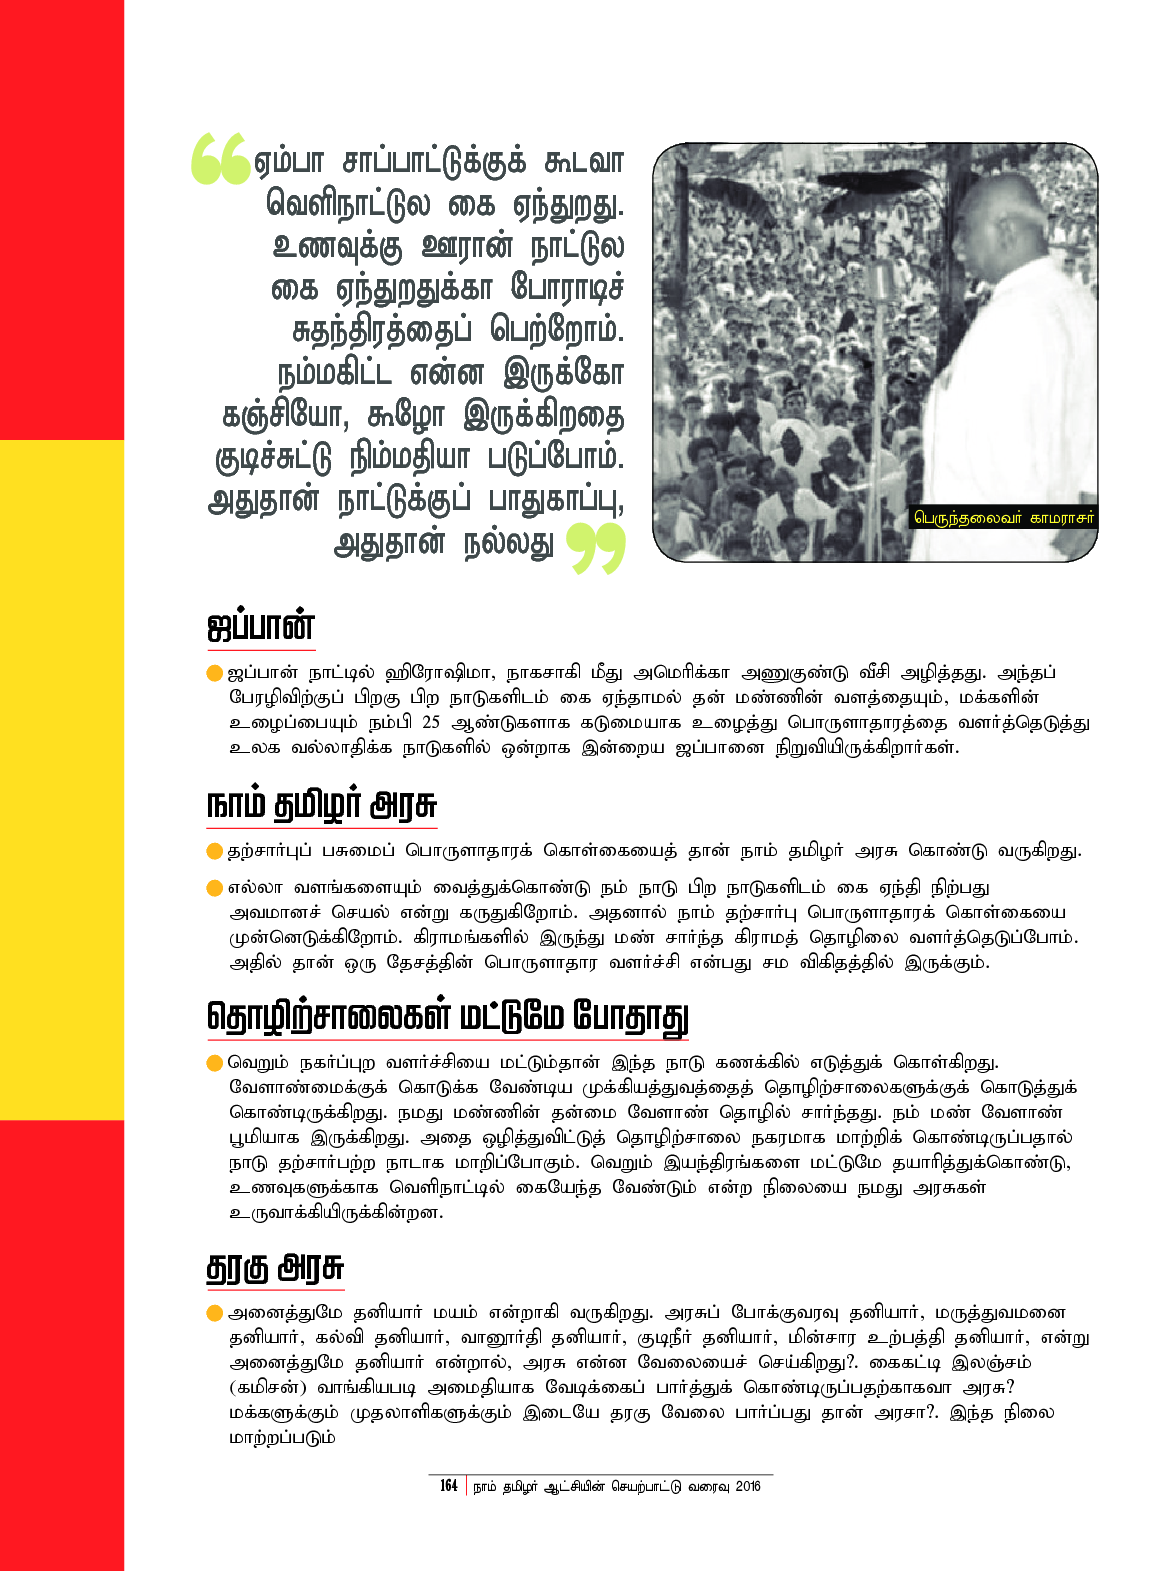 ஏம்பா சாப்பாட்டுக்குக் கூடவா
வெளிநாட்டுல கை ஏந்துறது.
உணவுக்கு ஊரான் நாட்டுல
கை ஏந்துறதுக்கா போராடிச்
சுதந்திரத்தைப் பெற்றோம்.
நம்மகிட்ட என்ன இருக்கோ
கஞ்சியோ, கூழோ இருக்கிறதை
குடிச்சுட்டு நிம்மதியா படுப்போம்.
அதுதான் நாட்டுக்குப் பாதுகாப்பு,
அதுதான் நல்லது
பெருந்தலைவர் காமராசர்
ஜப்பான்
ஜப்பான் நாட்டில் ஹிரோஷிமா, நாகசாகி மீது அமெரிக்கா அணுகுண்டு வீசி அழித்தது. அந்தப்
பேரழிவிற்குப் பிறகு பிற நாடுகளிடம் கை ஏந்தாமல் தன் மண்ணின் வளத்தையும், மக்களின்
உழைப்பையும் நம்பி 25 ஆண்டுகளாக கடுமையாக உழைத்து பொருளாதாரத்தை வளர்த்தெடுத்து
உலக வல்லாதிக்க நாடுகளில் ஒன்றாக இன்றைய ஜப்பானை நிறுவியிருக்கிறார்கள்.
நாம் தமிழர் அரசு
தற்சார்புப் பசுமைப் பொருளாதாரக் கொள்கையைத் தான் நாம் தமிழர் அரசு கொண்டு வருகிறது.
எல்லா வளங்களையும் வைத்துக்கொண்டு நம் நாடு பிற நாடுகளிடம் கை ஏந்தி நிற்பது
அவமானச் செயல் என்று கருதுகிறோம். அதனால் நாம் தற்சார்பு பொருளாதாரக் கொள்கையை
முன்னெடுக்கிறோம். கிராமங்களில் இருந்து மண் சார்ந்த கிராமத் தொழிலை வளர்த்தெடுப்போம்.
அதில் தான் ஒரு தேசத்தின் பொருளாதார வளர்ச்சி என்பது சம விகிதத்தில் இருக்கும்.
தொழிற்சாலைகள் மட்டுமே போதாது
வெறும் நகர்ப்புற வளர்ச்சியை மட்டும்தான் இந்த நாடு கணக்கில் எடுத்துக் கொள்கிறது.
வேளாண்மைக்குக் கொடுக்க வேண்டிய முக்கியத்துவத்தைத் தொழிற்சாலைகளுக்குக் கொடுத்துக்
கொண்டிருக்கிறது. நமது மண்ணின் தன்மை வேளாண் தொழில் சார்ந்தது. நம் மண் வேளாண்
பூமியாக இருக்கிறது. அதை ஒழித்துவிட்டுத் தொழிற்சாலை நகரமாக மாற்றிக் கொண்டிருப்பதால்
நாடு தற்சார்பற்ற நாடாக மாறிப்போகும். வெறும் இயந்திரங்களை மட்டுமே தயாரித்துக்கொண்டு,
உணவுகளுக்காக வெளிநாட்டில் கையேந்த வேண்டும் என்ற நிலையை நமது அரசுகள்
உருவாக்கியிருக்கின்றன.
தரகு அரசு
அனைத்துமே தனியார் மயம் என்றாகி வருகிறது. அரசுப் போக்குவரவு தனியார், மருத்துவமனை
தனியார், கல்வி தனியார், வானூர்தி தனியார், குடிநீர் தனியார், மின்சார உற்பத்தி தனியார், என்று
அனைத்துமே தனியார் என்றால், அரசு என்ன வேலையைச் செய்கிறது?. கைகட்டி இலஞ்சம்
(கமிசன்) வாங்கியபடி அமைதியாக வேடிக்கைப் பார்த்துக் கொண்டிருப்பதற்காகவா அரசு?
மக்களுக்கும் முதலாளிகளுக்கும் இடையே தரகு வேலை பார்ப்பது தான் அரசா?. இந்த நிலை
மாற்றப்படும்
164 நாம் தமிழர் ஆட்சியின் செயற்பாட்டு வரைவு 2016